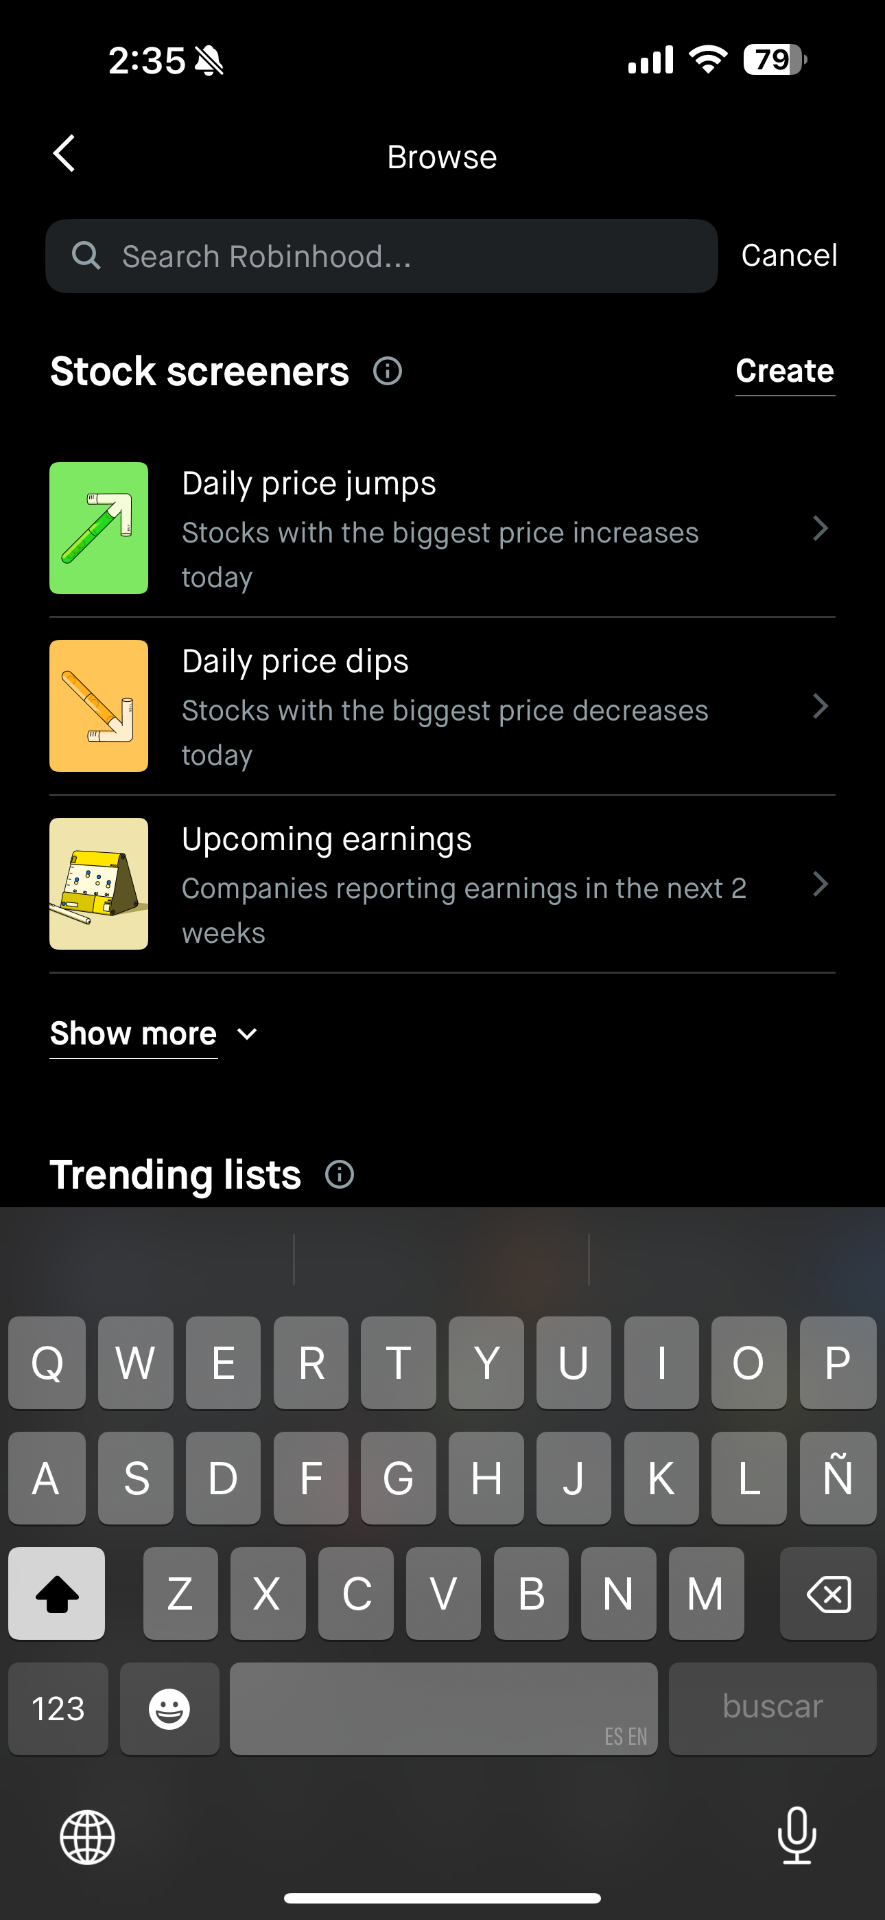 2:35
79
Browse
Search Robinhood...
Cancel
Stock screeners
Create
Daily price jumps
Stocks with the biggest price increases
today
Daily price dips
Stocks with the biggest price decreases
today
Upcoming earnings
Companies reporting earnings in the next 2
weeks
Show more
Trending lists
Q W E R T Y U I O P
A S D F G H J K L Ñ
Z X C V B N M
123
ES EN
buscar